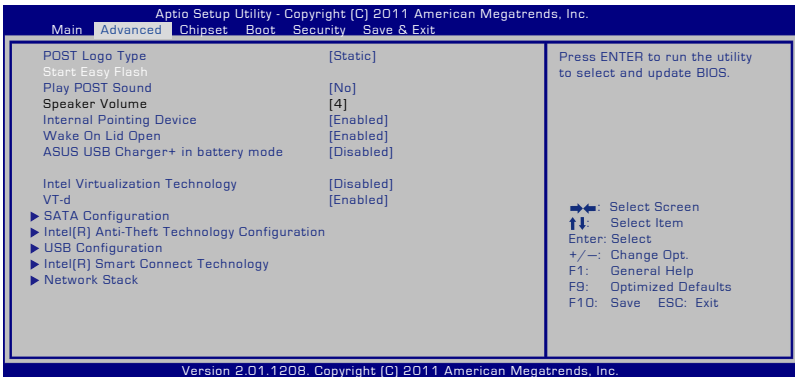 Aptio Setup Utility - Copyright (C) 2011 American Megatrends, Inc.
Main Advanced Chipset Boot Security Save & Exit
POST Logo Type [Static]
Start Easy Flash
Play POST Sound [No]
Speaker Volume [4]
Internal Pointing Device [Enabled]
Wake On Lid Open [Enabled]
ASUS USB Charger+ in battery mode [Disabled]
Intel Virtualization Technology [Disabled]
VT-d [Enabled]
SATA Configuration
Intel(R) Anti-Theft Technology Configuration
USB Configuration
Intel(R) Smart Connect Technology
Network Stack
Press ENTER to run the utility
to select and update BIOS.
→←: Select Screen
↑↓: Select Item
Enter: Select
+/—: Change Opt.
F1: General Help
F9: Optimized Defaults
F10: Save ESC: Exit
Version 2.01.1208. Copyright (C) 2011 American Megatrends, Inc.